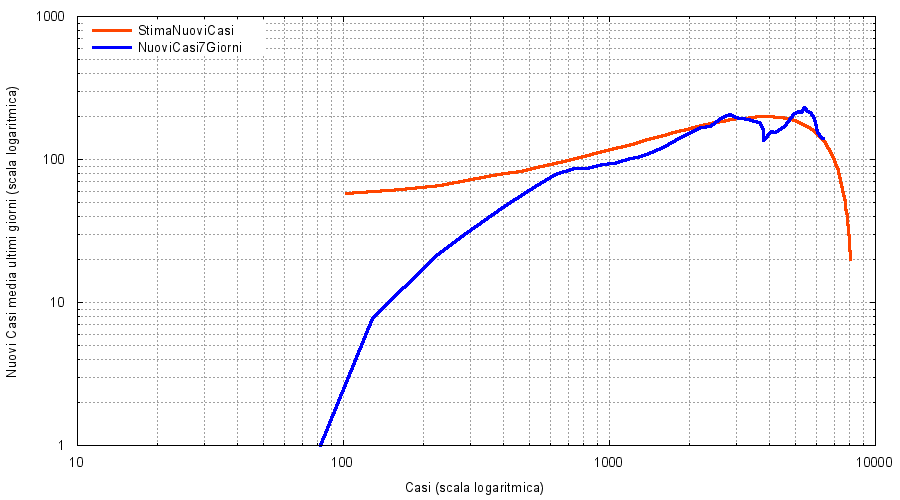 1000
StimaNuoviCasi
NuoviCasi7Giorni
100
10
1
Nuovi Casi media ultimi giorni (scala logaritmica)
10
100
1000
10000
Casi (scala logaritmica)